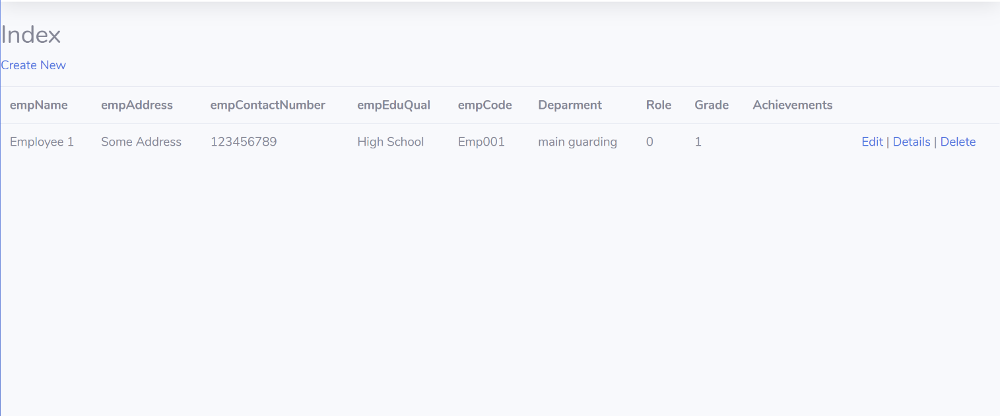 Index
Create New
empName empAddress empContactNumber empEduQual empCode Deparment Role Grade Achievements
Employee 1 Some Address 123456789 High School Emp001 main guarding 0 1 Edit | Details | Delete